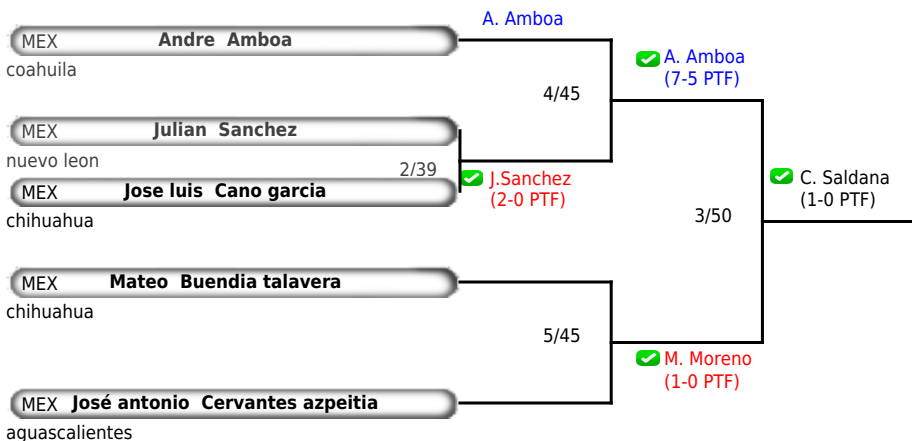 A. Amboa
MEX Andre Amboa
coahuila
A. Amboa
(7-5 PTF)
4/45
MEX Julian Sanchez
nuevo leon
2/39
J.Sanchez
(2-0 PTF)
MEX Jose luis Cano garcia
chihuahua
C. Saldana
(1-0 PTF)
3/50
MEX Mateo Buendia talavera
chihuahua
5/45
M. Moreno
(1-0 PTF)
MEX José antonio Cervantes azpeitia
aguascalientes